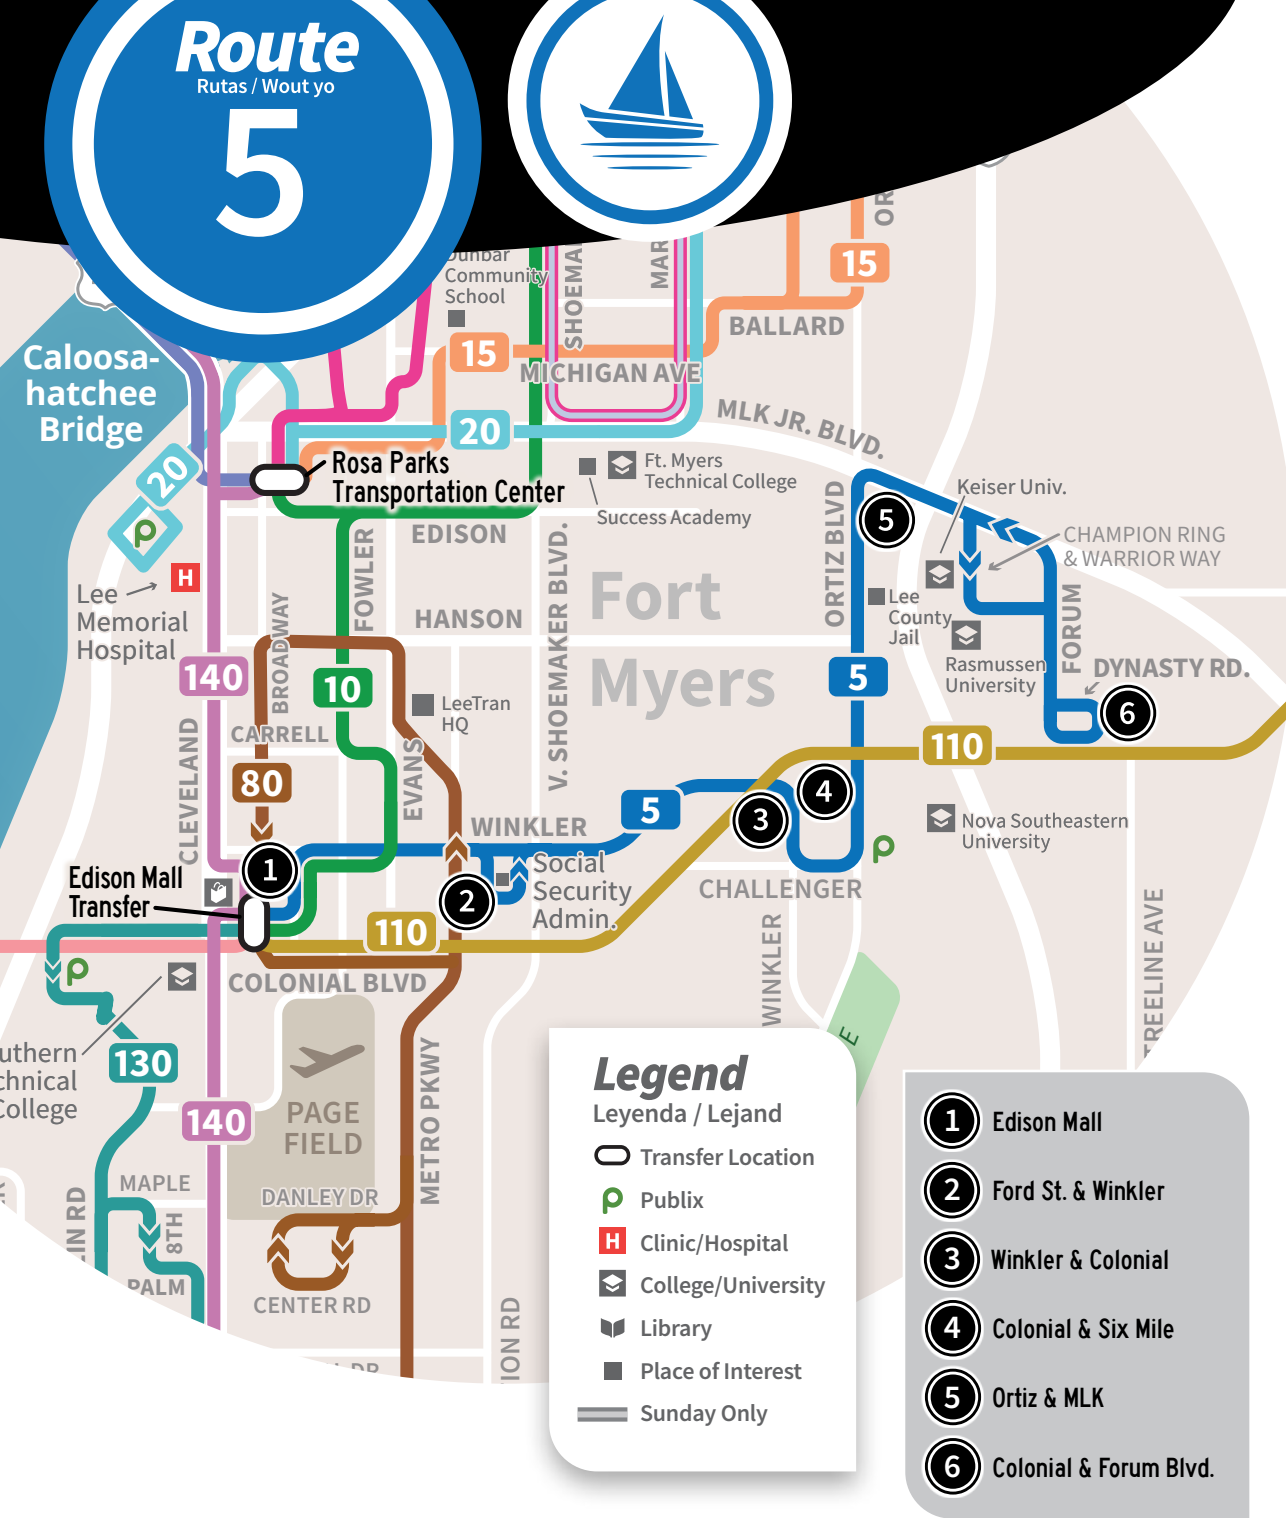 Route
Rutas / Wout yo
5
Dunbar
Community
School
SHOEMA
MAR
OR
15
BALLARD
15
MICHIGAN AVE
Caloosa-
hatchee
Bridge
20
20
MLK JR. BLVD.
Rosa Parks
Transportation Center
Ft. Myers
Technical College
Success Academy
Keiser Univ.
5
CHAMPION RING
& WARRIOR WAY
EDISON
FOWLER
V. SHOEMAKER BLVD.
ORTIZ BLVD
H
Lee
Memorial
Hospital
HANSON
BROADWAY
Fort
Myers
Lee
County
Jail
Rasmussen
University
FORUM
DYNASTY RD.
6
140
10
5
LeeTran
HQ
CARRELL
CLEVELAND
EVANS
110
80
4
3
5
WINKLER
Nova Southeastern
University
1
Edison Mall
Transfer
Social
Security
Admin.
2
CHALLENGER
110
COLONIAL BLVD
WINKLER
TREELINE AVE
uthern
chnical
College
130
140
PAGE
FIELD
METRO PKWY
E
MAPLE
8TH
LIN RD
PALM
DANLEY DR
CENTER RD
ION RD
DR
Legend
Leyenda / Lejand
Transfer Location
Publix
H Clinic/Hospital
College/University
Library
Place of Interest
Sunday Only
1 Edison Mall
2 Ford St. & Winkler
3 Winkler & Colonial
4 Colonial & Six Mile
5 Ortiz & MLK
6 Colonial & Forum Blvd.